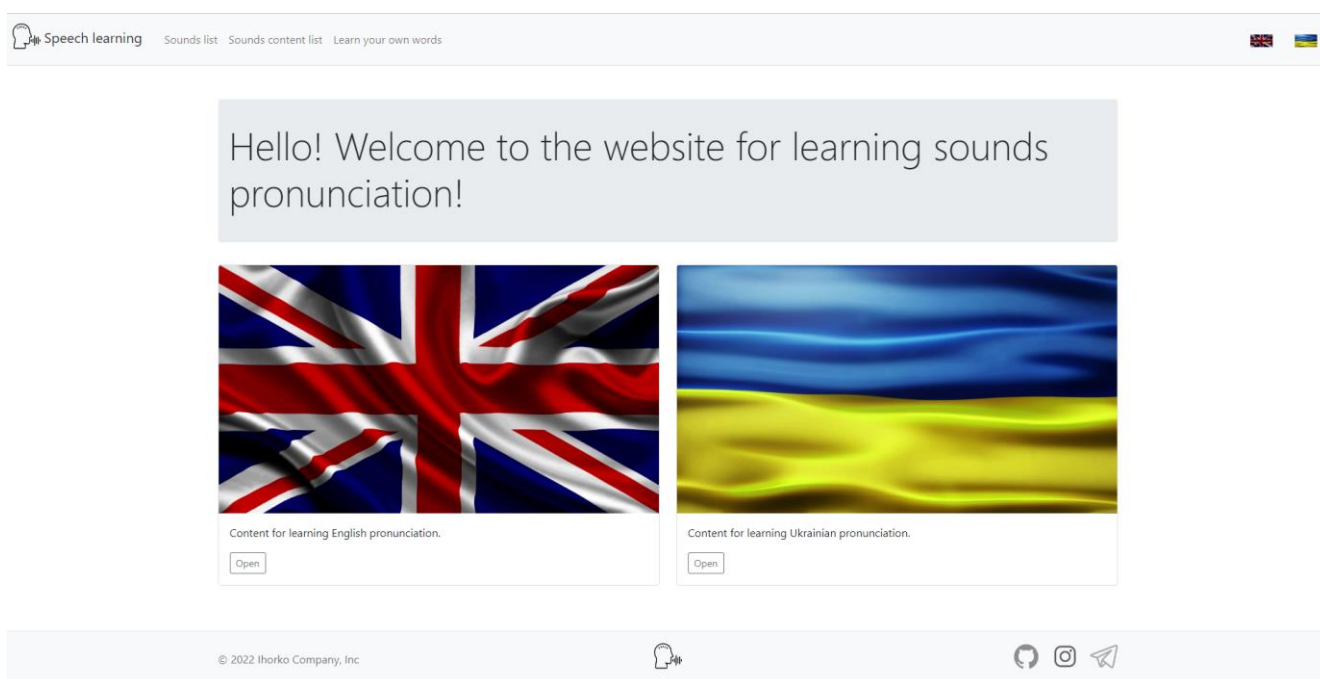 Speech learning Sounds list Sounds content list Learn your own words
Hello! Welcome to the website for learning sounds
pronunciation!
Content for learning English pronunciation.
Open
Content for learning Ukrainian pronunciation.
Open
© 2022 Ihorko Company, Inc